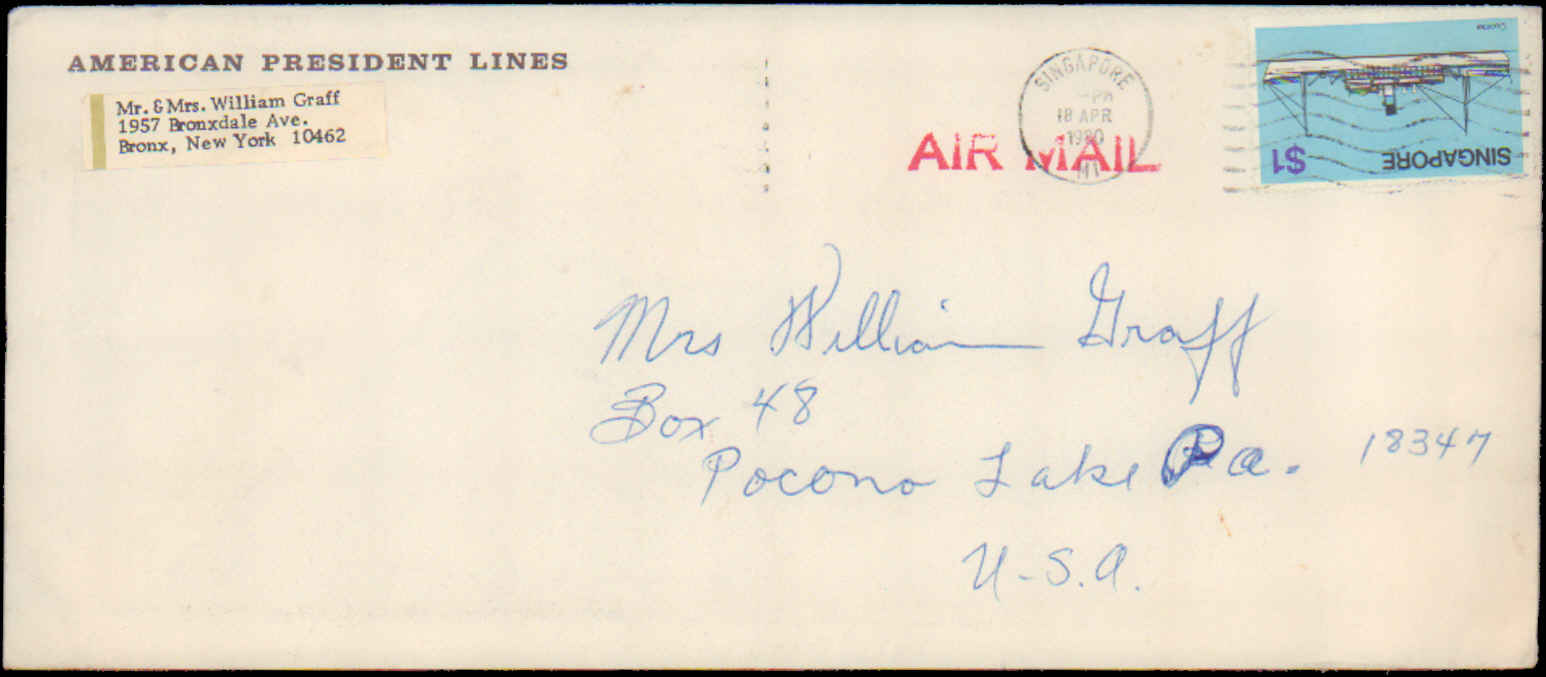 AMERICAN PRESIDENT LINES
Mr. & Mrs. William Graff
1957 Bronxdale Ave.
Bronx, New York 10462
SINGAPORE
-PM
18 APR
1980
AIR MAIL
$1
SINGAPORE
Mrs William Graff
Box 48
Pocono Lake Pa. 18347
U.S.A.